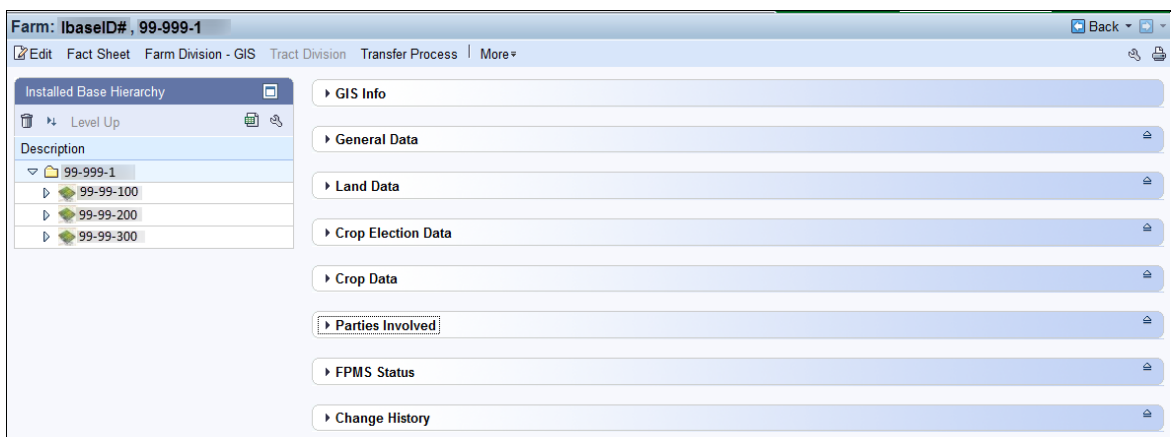 Farm: IbaseID#, 99-999-1
Back
Edit Fact Sheet Farm Division - GIS Tract Division Transfer Process More
Installed Base Hierarchy
Level Up
Description
99-999-1
99-99-100
99-99-200
99-99-300
GIS Info
General Data
Land Data
Crop Election Data
Crop Data
Parties Involved
FPMS Status
Change History